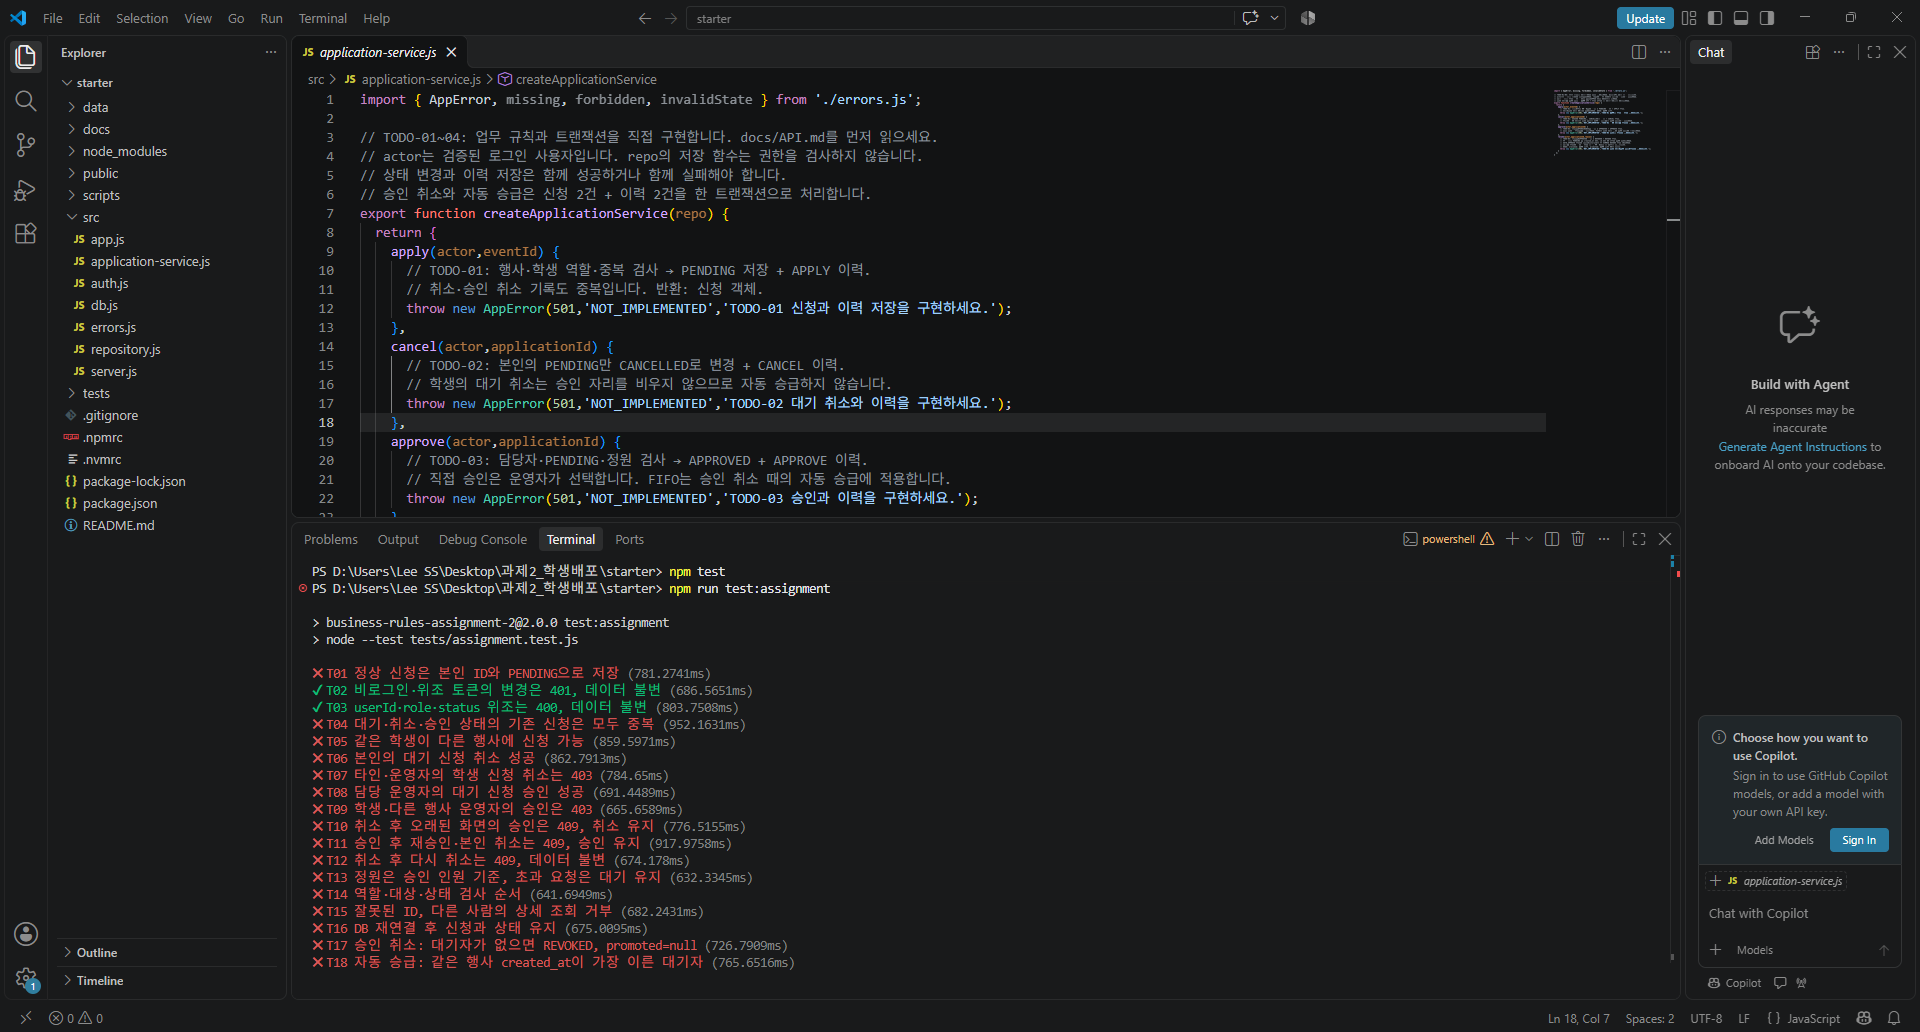 File Edit Selection View Go Run Terminal Help
starter
Update
Explorer
starter
data
docs
node_modules
public
scripts
src
JS app.js
JS application-service.js
JS auth.js
JS db.js
JS errors.js
JS repository.js
JS server.js
tests
.gitignore
.npmrc
.nvmrc
package-lock.json
package.json
README.md
Outline
Timeline
1
JS application-service.js
src > JS application-service.js > createApplicationService
1 import { AppError, missing, forbidden, invalidState } from './errors.js';
2
3 // TODO-01~04: 업무 규칙과 트랜잭션을 직접 구현합니다. docs/API.md를 먼저 읽으세요.
4 // actor는 검증된 로그인 사용자입니다. repo의 저장 함수는 권한을 검사하지 않습니다.
5 // 상태 변경과 이력 저장은 함께 성공하거나 함께 실패해야 합니다.
6 // 승인 취소와 자동 승급은 신청 2건 + 이력 2건을 한 트랜잭션으로 처리합니다.
7 export function createApplicationService(repo) {
8 return {
9 apply(actor,eventId) {
10 // TODO-01: 행사·학생 역할·중복 검사 → PENDING 저장 + APPLY 이력.
11 // 취소·승인 취소 기록도 중복입니다. 반환: 신청 객체.
12 throw new AppError(501,'NOT_IMPLEMENTED','TODO-01 신청과 이력 저장을 구현하세요.');
13 },
14 cancel(actor,applicationId) {
15 // TODO-02: 본인의 PENDING만 CANCELLED로 변경 + CANCEL 이력.
16 // 학생의 대기 취소는 승인 자리를 비우지 않으므로 자동 승급하지 않습니다.
17 throw new AppError(501,'NOT_IMPLEMENTED','TODO-02 대기 취소와 이력을 구현하세요.');
18 },
19 approve(actor,applicationId) {
20 // TODO-03: 담당자·PENDING·정원 검사 → APPROVED + APPROVE 이력.
21 // 직접 승인은 운영자가 선택합니다. FIFO는 승인 취소 때의 자동 승급에 적용합니다.
22 throw new AppError(501,'NOT_IMPLEMENTED','TODO-03 승인과 이력을 구현하세요.');
Problems Output Debug Console Terminal Ports
powershell
PS D:\Users\Lee SS\Desktop\과제2_학생배포\starter> npm test
PS D:\Users\Lee SS\Desktop\과제2_학생배포\starter> npm run test:assignment
> business-rules-assignment-2@2.0.0 test:assignment
> node --test tests/assignment.test.js
✕ T01 정상 신청은 본인 ID와 PENDING으로 저장 (781.2741ms)
✓ T02 비로그인·위조 토큰의 변경은 401, 데이터 불변 (686.5651ms)
✓ T03 userId·role·status 위조는 400, 데이터 불변 (803.7508ms)
✕ T04 대기·취소·승인 상태의 기존 신청은 모두 중복 (952.1631ms)
✕ T05 같은 학생이 다른 행사에 신청 가능 (859.5971ms)
✕ T06 본인의 대기 신청 취소 성공 (862.7913ms)
✕ T07 타인·운영자의 학생 신청 취소는 403 (784.65ms)
✕ T08 담당 운영자의 대기 신청 승인 성공 (691.4489ms)
✕ T09 학생·다른 행사 운영자의 승인은 403 (665.6589ms)
✕ T10 취소 후 오래된 화면의 승인은 409, 취소 유지 (776.5155ms)
✕ T11 승인 후 재승인·본인 취소는 409, 승인 유지 (917.9758ms)
✕ T12 취소 후 다시 취소는 409, 데이터 불변 (674.178ms)
✕ T13 정원은 승인 인원 기준, 초과 요청은 대기 유지 (632.3345ms)
✕ T14 역할·대상·상태 검사 순서 (641.6949ms)
✕ T15 잘못된 ID, 다른 사람의 상세 조회 거부 (682.2431ms)
✕ T16 DB 재연결 후 신청과 상태 유지 (675.0095ms)
✕ T17 승인 취소: 대기자가 없으면 REVOKED, promoted=null (726.7909ms)
✕ T18 자동 승급: 같은 행사 created_at이 가장 이른 대기자 (765.6516ms)
Chat
Build with Agent
AI responses may be
inaccurate
Generate Agent Instructions to
onboard AI onto your codebase.
Choose how you want to
use Copilot.
Sign in to use GitHub Copilot
models, or add a model with
your own API key.
Add Models Sign In
+ JS application-service.js
Chat with Copilot
+ Models
Copilot
0 0
Ln 18, Col 7 Spaces: 2 UTF-8 LF { } JavaScript